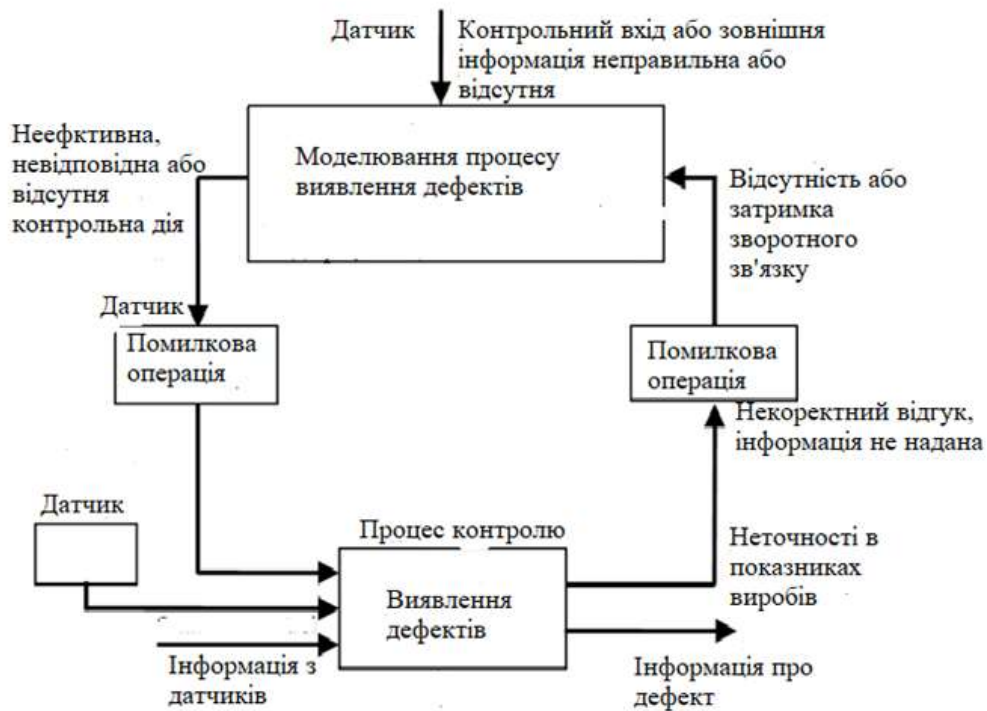 Датчик
Контрольний вхід або зовнішня
інформація неправильна або
відсутня
Неефктивна,
невідповідна або
відсутня
контрольна дія
Моделювання процесу
виявлення дефектів
Відсутність або
затримка
зворотного
зв'язку
Датчик
Помилкова
операція
Помилкова
операція
Некоректний відгук,
інформація не надана
Датчик
Процес контролю
Виявлення
дефектів
Неточності в
показниках
виробів
Інформація з
датчиків
Інформація про
дефект